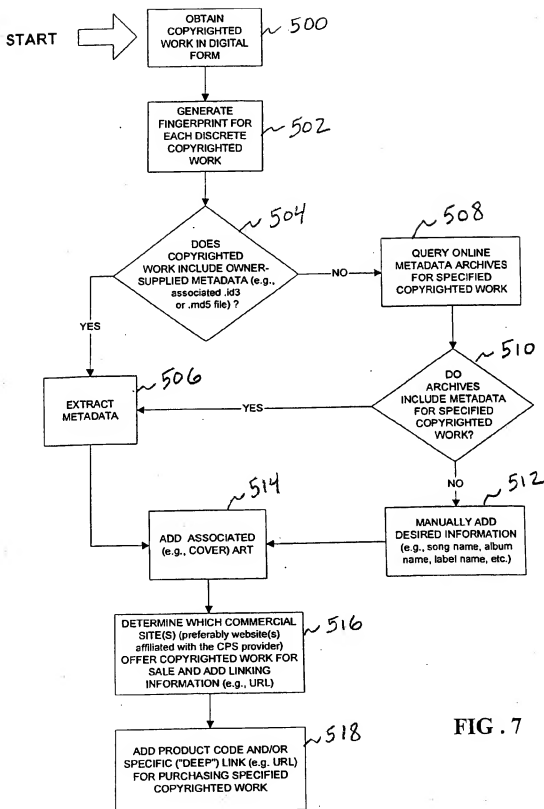 START
OBTAIN
COPYRIGHTED
WORK IN DIGITAL
FORM
500
GENERATE
FINGERPRINT FOR
EACH DISCRETE
COPYRIGHTED
WORK
502
504
DOES
COPYRIGHTED
WORK INCLUDE OWNER-
SUPPLIED METADATA (e.g.,
associated .id3
or .md5 file) ?
NO
508
QUERY ONLINE
METADATA ARCHIVES
FOR SPECIFIED
COPYRIGHTED WORK
YES
506
EXTRACT
METADATA
510
DO
ARCHIVES
INCLUDE METADATA
FOR SPECIFIED
COPYRIGHTED
WORK?
YES
NO
512
MANUALLY ADD
DESIRED INFORMATION
(e.g., song name, album
name, label name, etc.)
514
ADD ASSOCIATED
(e.g., COVER) ART
DETERMINE WHICH COMMERCIAL
SITE(S) (preferably website(s)
affiliated with the CPS provider)
OFFER COPYRIGHTED WORK FOR
SALE AND ADD LINKING
INFORMATION (e.g., URL)
516
ADD PRODUCT CODE AND/OR
SPECIFIC ("DEEP") LINK (e.g. URL)
FOR PURCHASING SPECIFIED
COPYRIGHTED WORK
518
FIG . 7